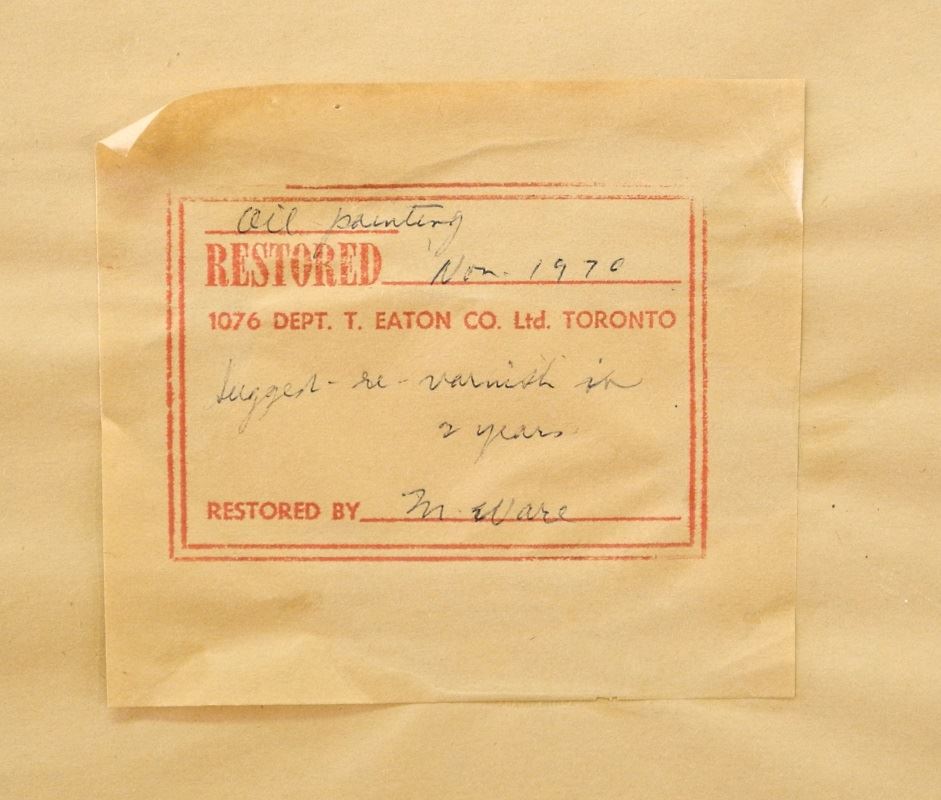 Oil painting
RESTORED Nov. 1970
1076 DEPT. T. EATON CO. Ltd. TORONTO
Suggest - re - varnish in
2 years
RESTORED BY M. Ware